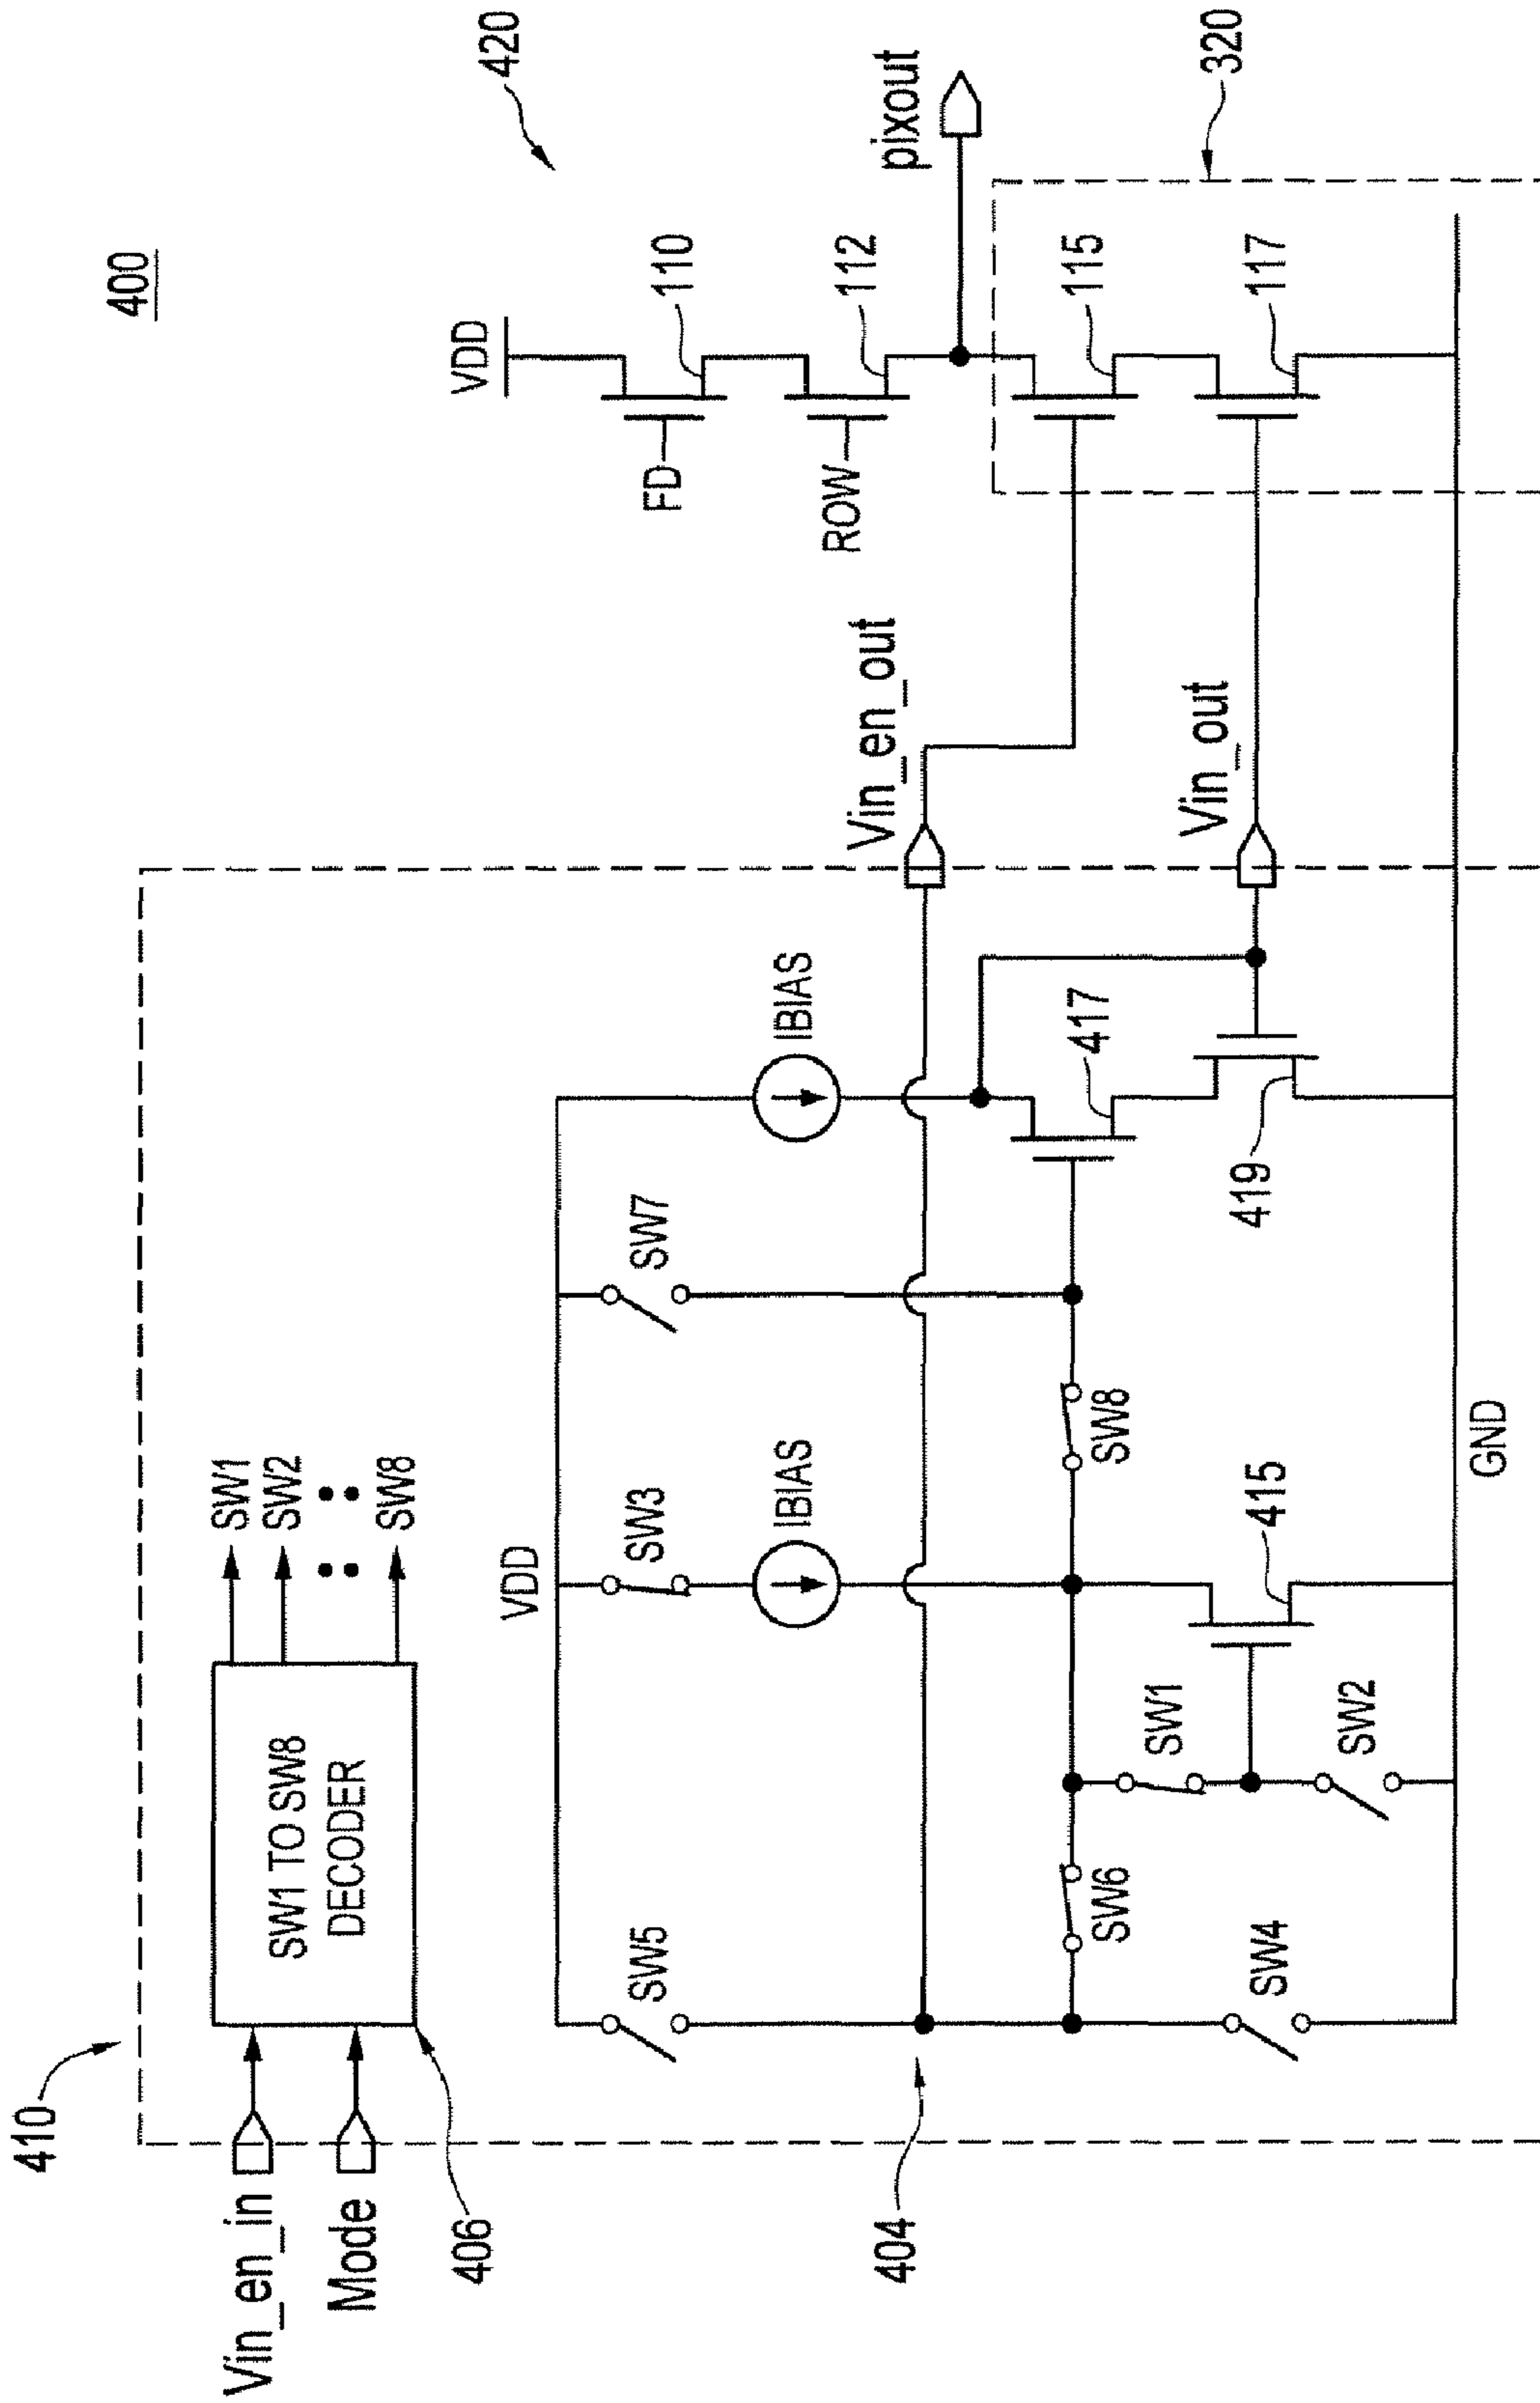 400
410
420
Vin_en_in
Mode
SW1 TO SW8
DECODER
SW1
SW2
SW8
406
VDD
SW5
SW3
SW7
IBIAS
IBIAS
404
SW6
SW1
SW8
SW4
SW2
415
417
419
GND
Vin_en_out
Vin_out
VDD
FD
110
ROW
112
pixout
115
117
320